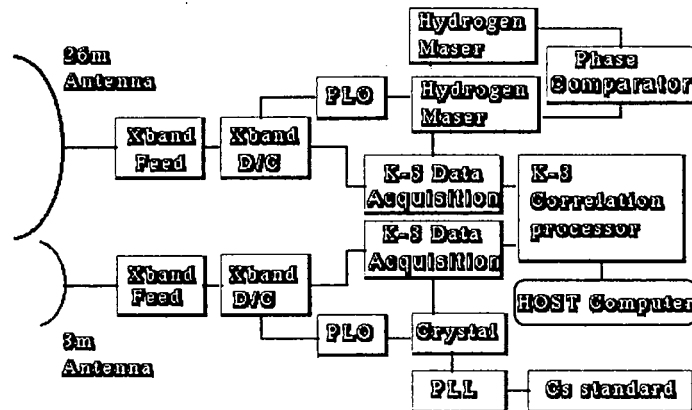 Hydrogen
Maser
26m
Antenna
Phase
Comparator
PLO
Hydrogen
Maser
Xband
Feed
Xband
D/C
K-3 Data
Acquisition
K-3
Correlation
processor
K-3 Data
Acquisition
Xband
Feed
Xband
D/C
HOST Computer
3m
Antenna
PLO
Crystal
PLL
Cs standard